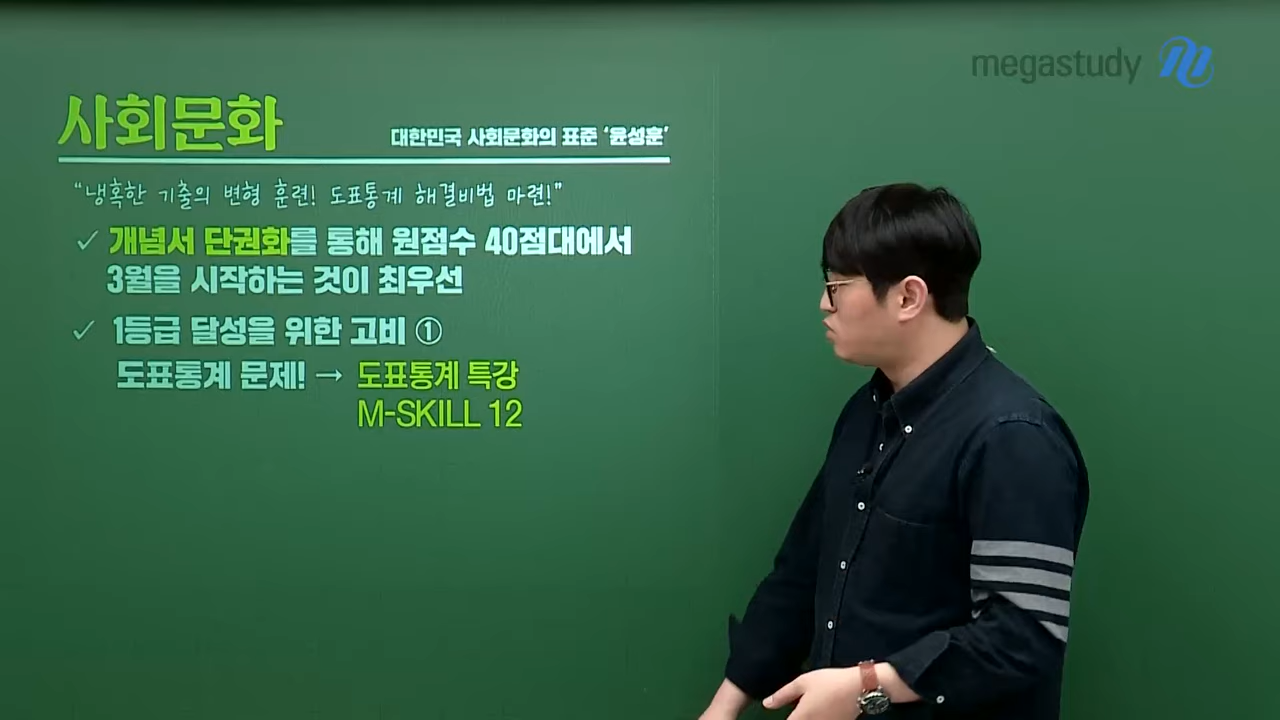 megastudy
사회문화
대한민국 사회문화의 표준 ‘윤성훈’
“냉혹한 기출의 변형 훈련! 도표통계 해결비법 마련!”
✓ 개념서 단권화를 통해 원점수 40점대에서
3월을 시작하는 것이 최우선
✓ 1등급 달성을 위한 고비 ①
도표통계 문제! → 도표통계 특강
M-SKILL 12